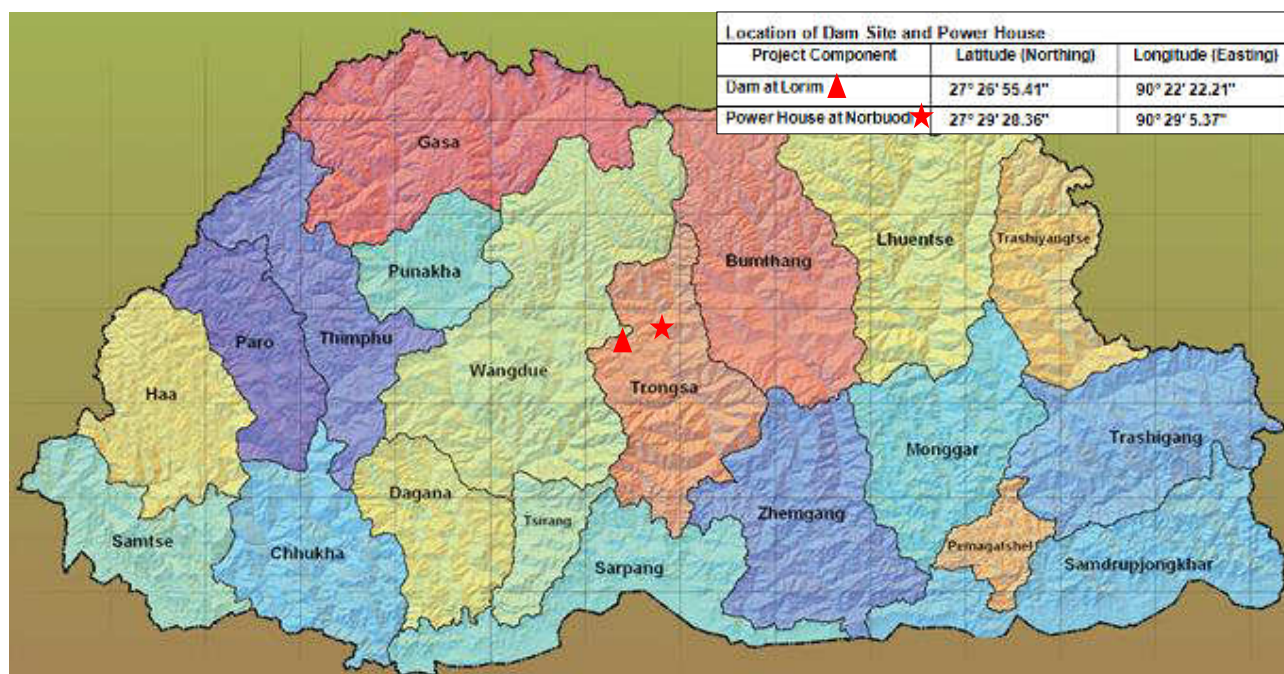 Location of Dam Site and Power House
Project Component Latitude (Northing) Longitude (Easting)
Dam at Lorim 27° 26' 55.41" 90° 22' 22.21"
Power House at Norbuodi 27° 29' 28.36" 90° 29' 5.37"
Gasa
Punakha
Lhuentse
Trashiyangtse
Bumthang
Thimphu
Paro
Wangdue
Haa
Trongsa
Trashigang
Monggar
Dagana
Zhemgang
Tsirang
Samtse
Chhukha
Sarpang
Pemagatshel
Samdrupjongkhar